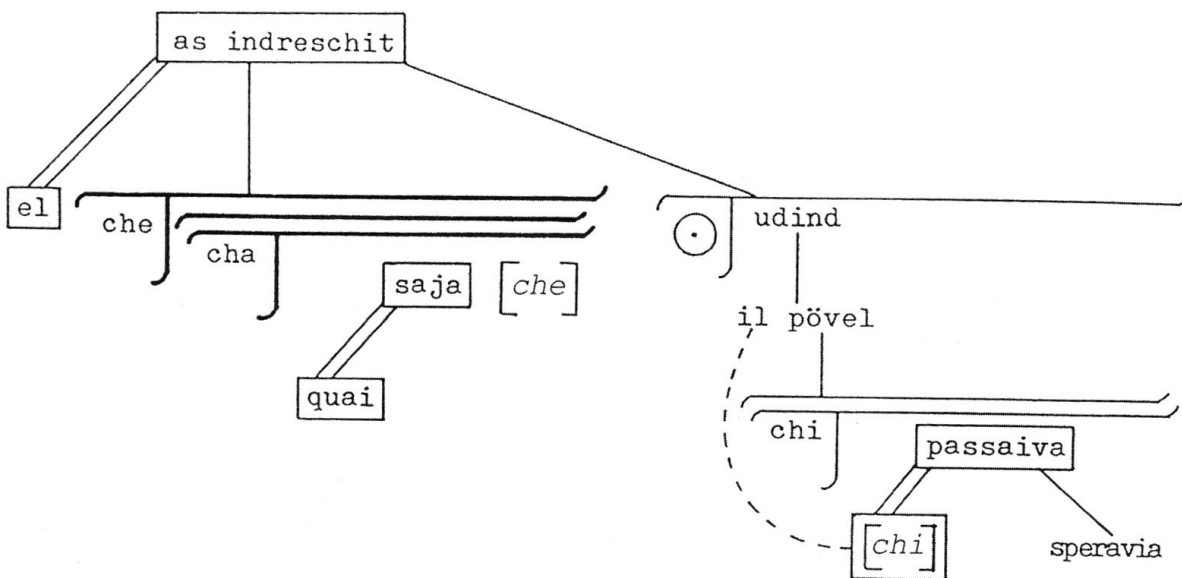 as indreschit
el
che
cha
udind
saja [che]
il pövel
quai
chi
passaiva
[chi]
speravia